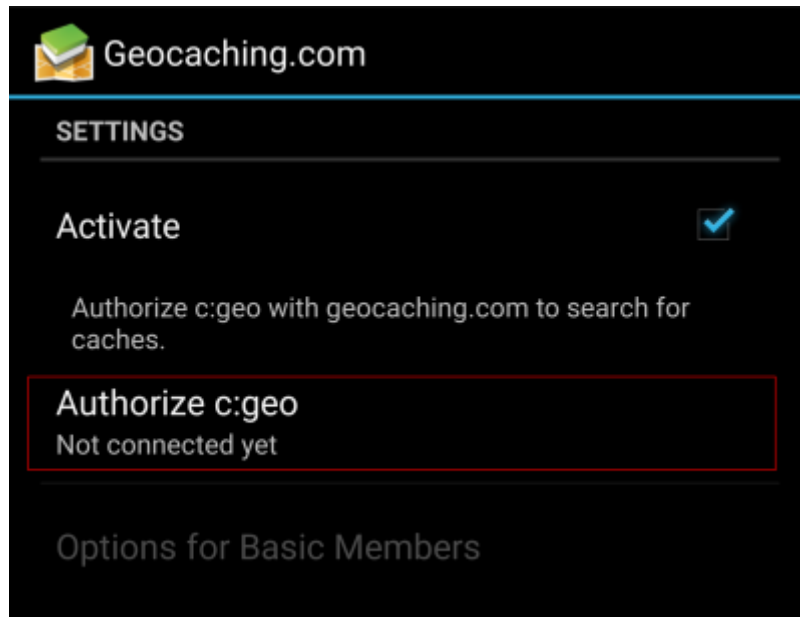 Geocaching.com
SETTINGS
Activate
Authorize c:geo with geocaching.com to search for
caches.
Authorize c:geo
Not connected yet
Options for Basic Members